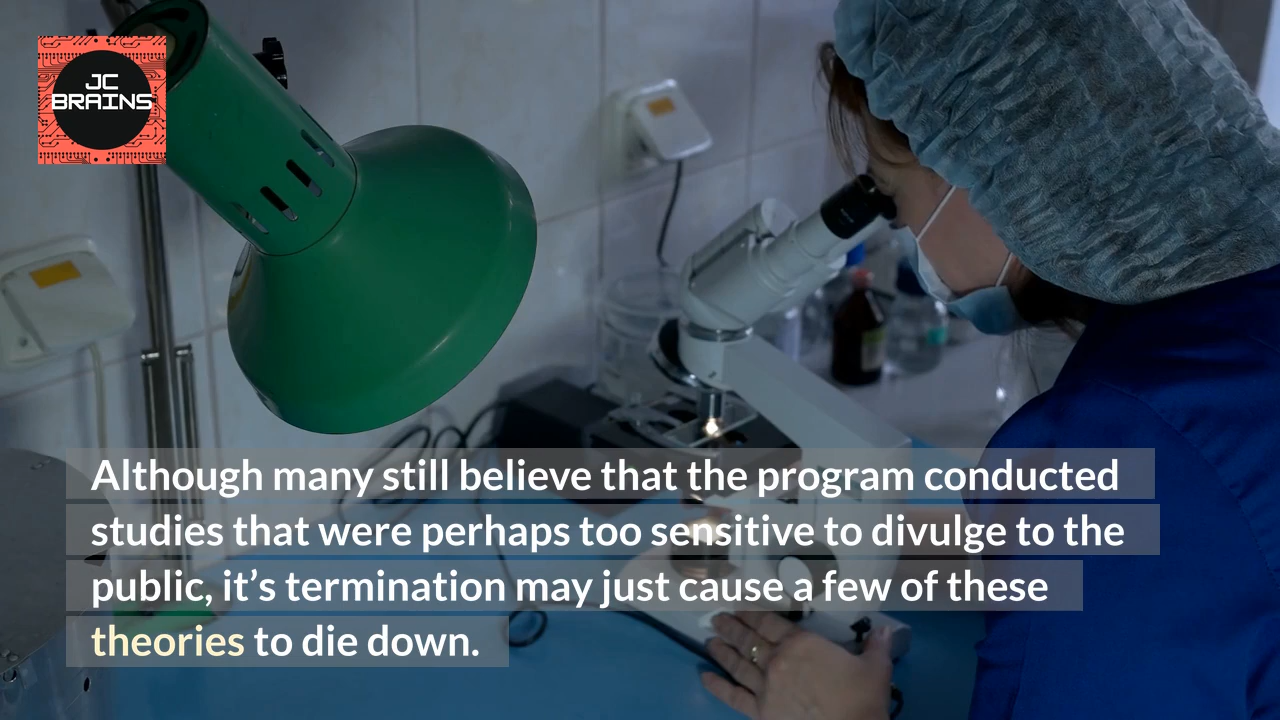 JC
BRAINS
Although many still believe that the program conducted
studies that were perhaps too sensitive to divulge to the
public, it’s termination may just cause a few of these
theories to die down.